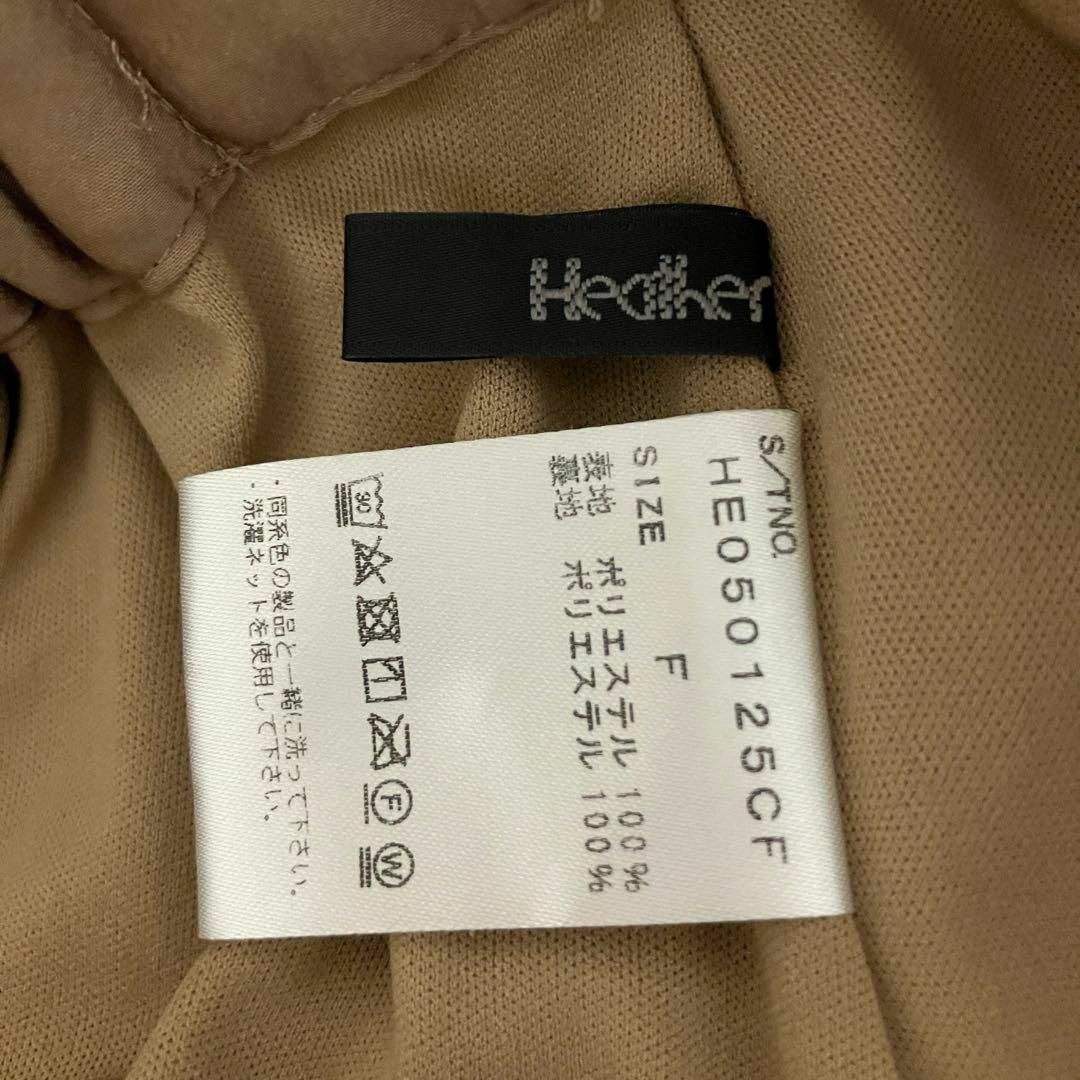 Heather
S/TNO.
HE050125CF
SIZE F
表地 ポリエステル 100%
裏地 ポリエステル 100%
30
F
W
・同系色の製品と一緒に洗って下さい。
・洗濯ネットを使用して下さい。